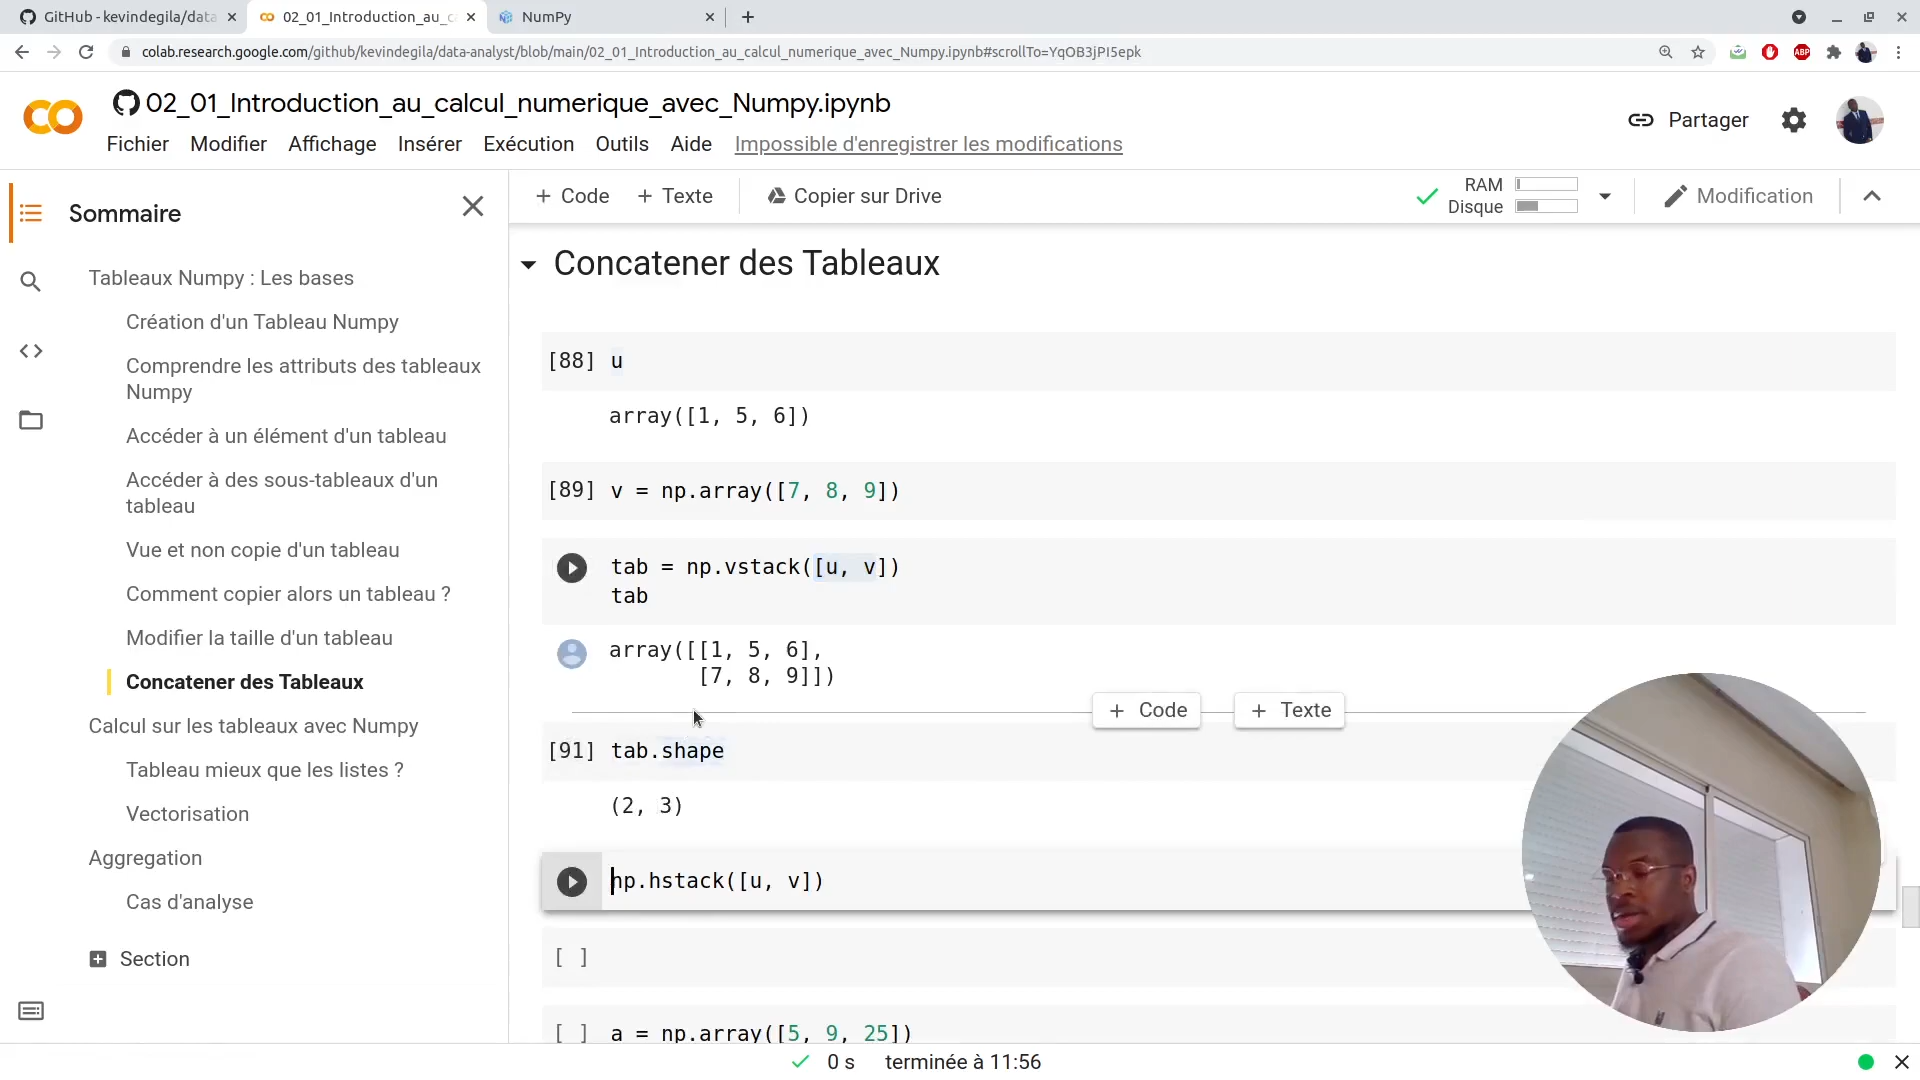 GitHub - kevindegila/data
02_01_Introduction_au_c
NumPy
colab.research.google.com/github/kevindegila/data-analyst/blob/main/02_01_Introduction_au_calcul_numerique_avec_Numpy.ipynb#scrollTo=YqOB3jPI5epk
ABP
02_01_Introduction_au_calcul_numerique_avec_Numpy.ipynb
Partager
Fichier Modifier Affichage Insérer Exécution Outils Aide Impossible d'enregistrer les modifications
Sommaire
+ Code + Texte Copier sur Drive
RAM
Disque
Modification
Tableaux Numpy : Les bases
Création d'un Tableau Numpy
Comprendre les attributs des tableaux
Numpy
Accéder à un élément d'un tableau
Accéder à des sous-tableaux d'un
tableau
Vue et non copie d'un tableau
Comment copier alors un tableau ?
Modifier la taille d'un tableau
Concatener des Tableaux
Calcul sur les tableaux avec Numpy
Tableau mieux que les listes ?
Vectorisation
Aggregation
Cas d'analyse
Section
Concatener des Tableaux
[88] u
array([1, 5, 6])
[89] v = np.array([7, 8, 9])
tab = np.vstack([u, v])
tab
array([[1, 5, 6],
[7, 8, 9]])
+ Code + Texte
[91] tab.shape
(2, 3)
np.hstack([u, v])
[ ]
[ ] a = np.array([5, 9, 25])
0 s terminée à 11:56